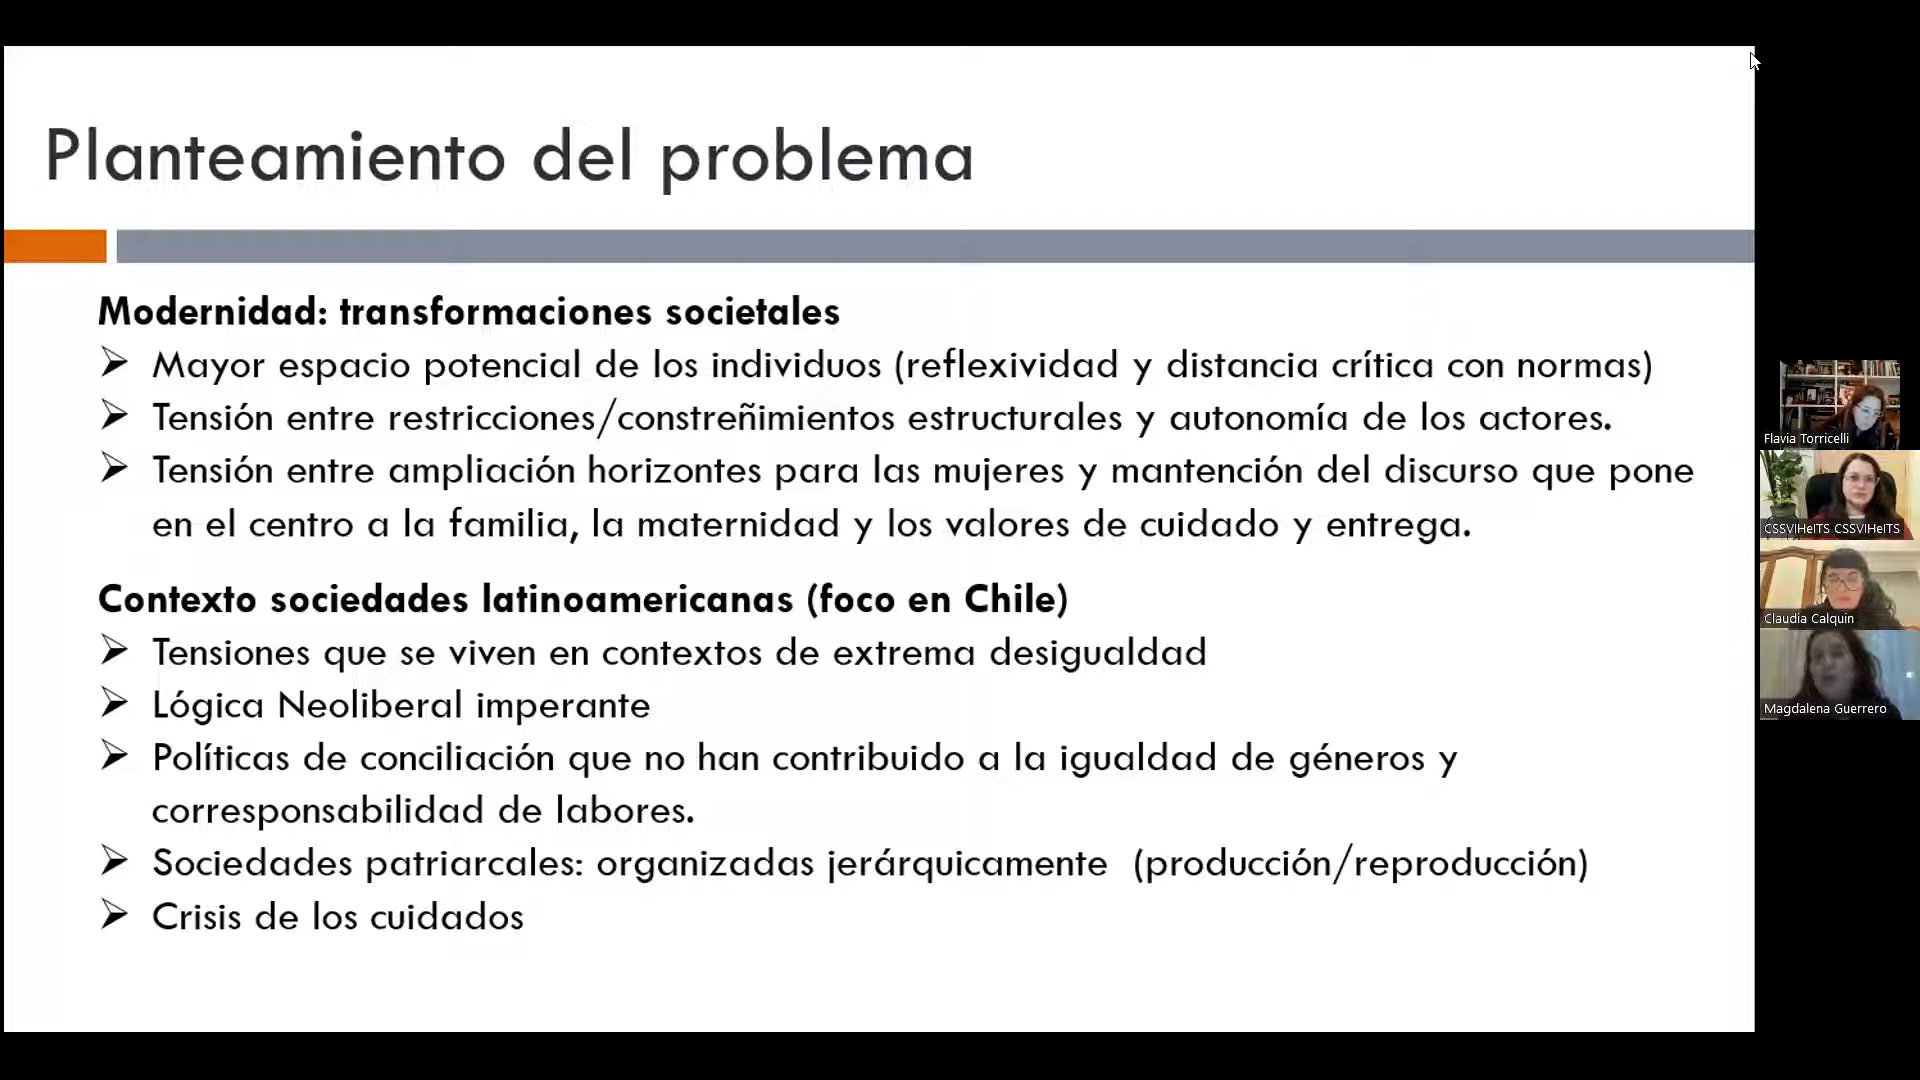 Planteamiento del problema
Modernidad: transformaciones societales
➢ Mayor espacio potencial de los individuos (reflexividad y distancia crítica con normas)
➢ Tensión entre restricciones/constreñimientos estructurales y autonomía de los actores.
➢ Tensión entre ampliación horizontes para las mujeres y mantención del discurso que pone
en el centro a la familia, la maternidad y los valores de cuidado y entrega.
Contexto sociedades latinoamericanas (foco en Chile)
➢ Tensiones que se viven en contextos de extrema desigualdad
➢ Lógica Neoliberal imperante
➢ Políticas de conciliación que no han contribuido a la igualdad de géneros y
corresponsabilidad de labores.
➢ Sociedades patriarcales: organizadas jerárquicamente (producción/reproducción)
➢ Crisis de los cuidados
Flavia Torricelli
CSSVIHeITS CSSVIHeITS
Claudia Calquin
Magdalena Guerrero